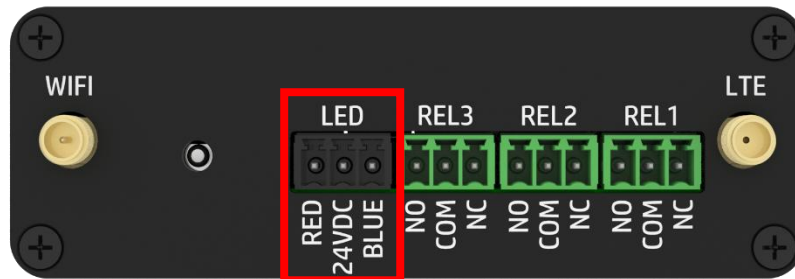 WIFI
LTE
LED REL3 REL2 REL1
RED 24VDC BLUE NO COM NC NO COM NC NO COM NC